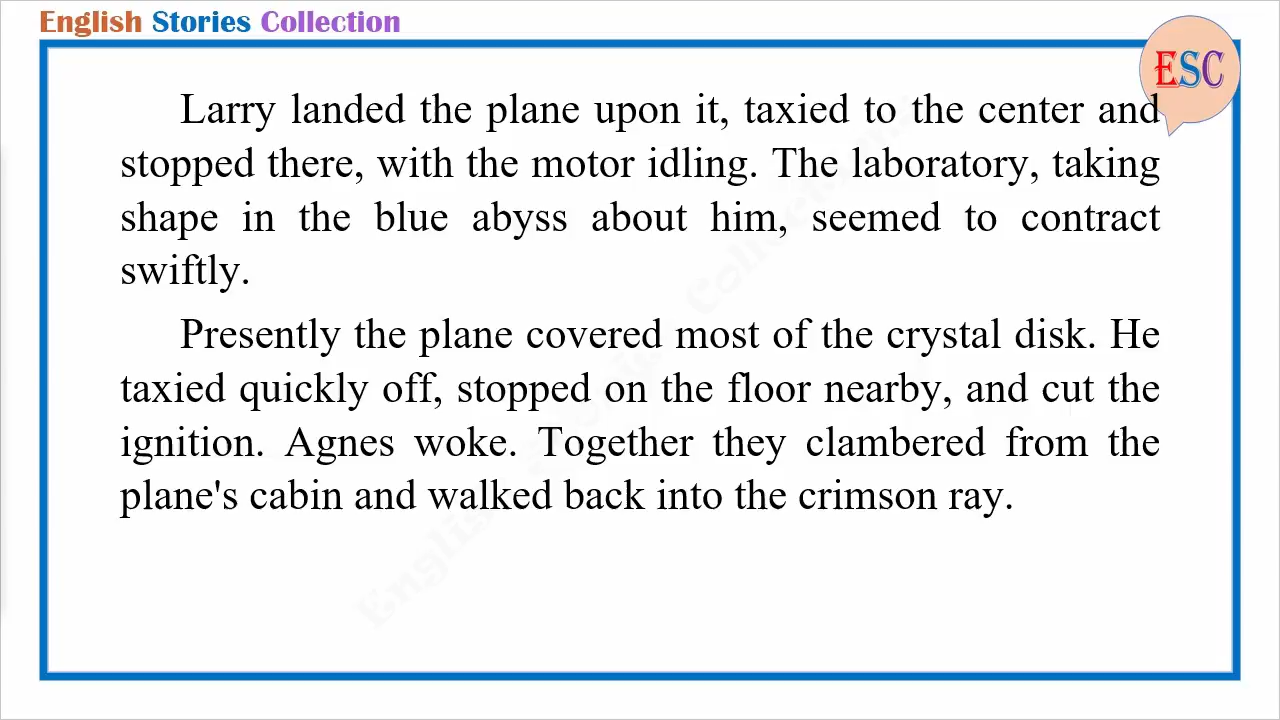 English Stories Collection
ESC
Larry landed the plane upon it, taxied to the center and
stopped there, with the motor idling. The laboratory, taking
shape in the blue abyss about him, seemed to contract
swiftly.
Presently the plane covered most of the crystal disk. He
taxied quickly off, stopped on the floor nearby, and cut the
ignition. Agnes woke. Together they clambered from the
plane's cabin and walked back into the crimson ray.